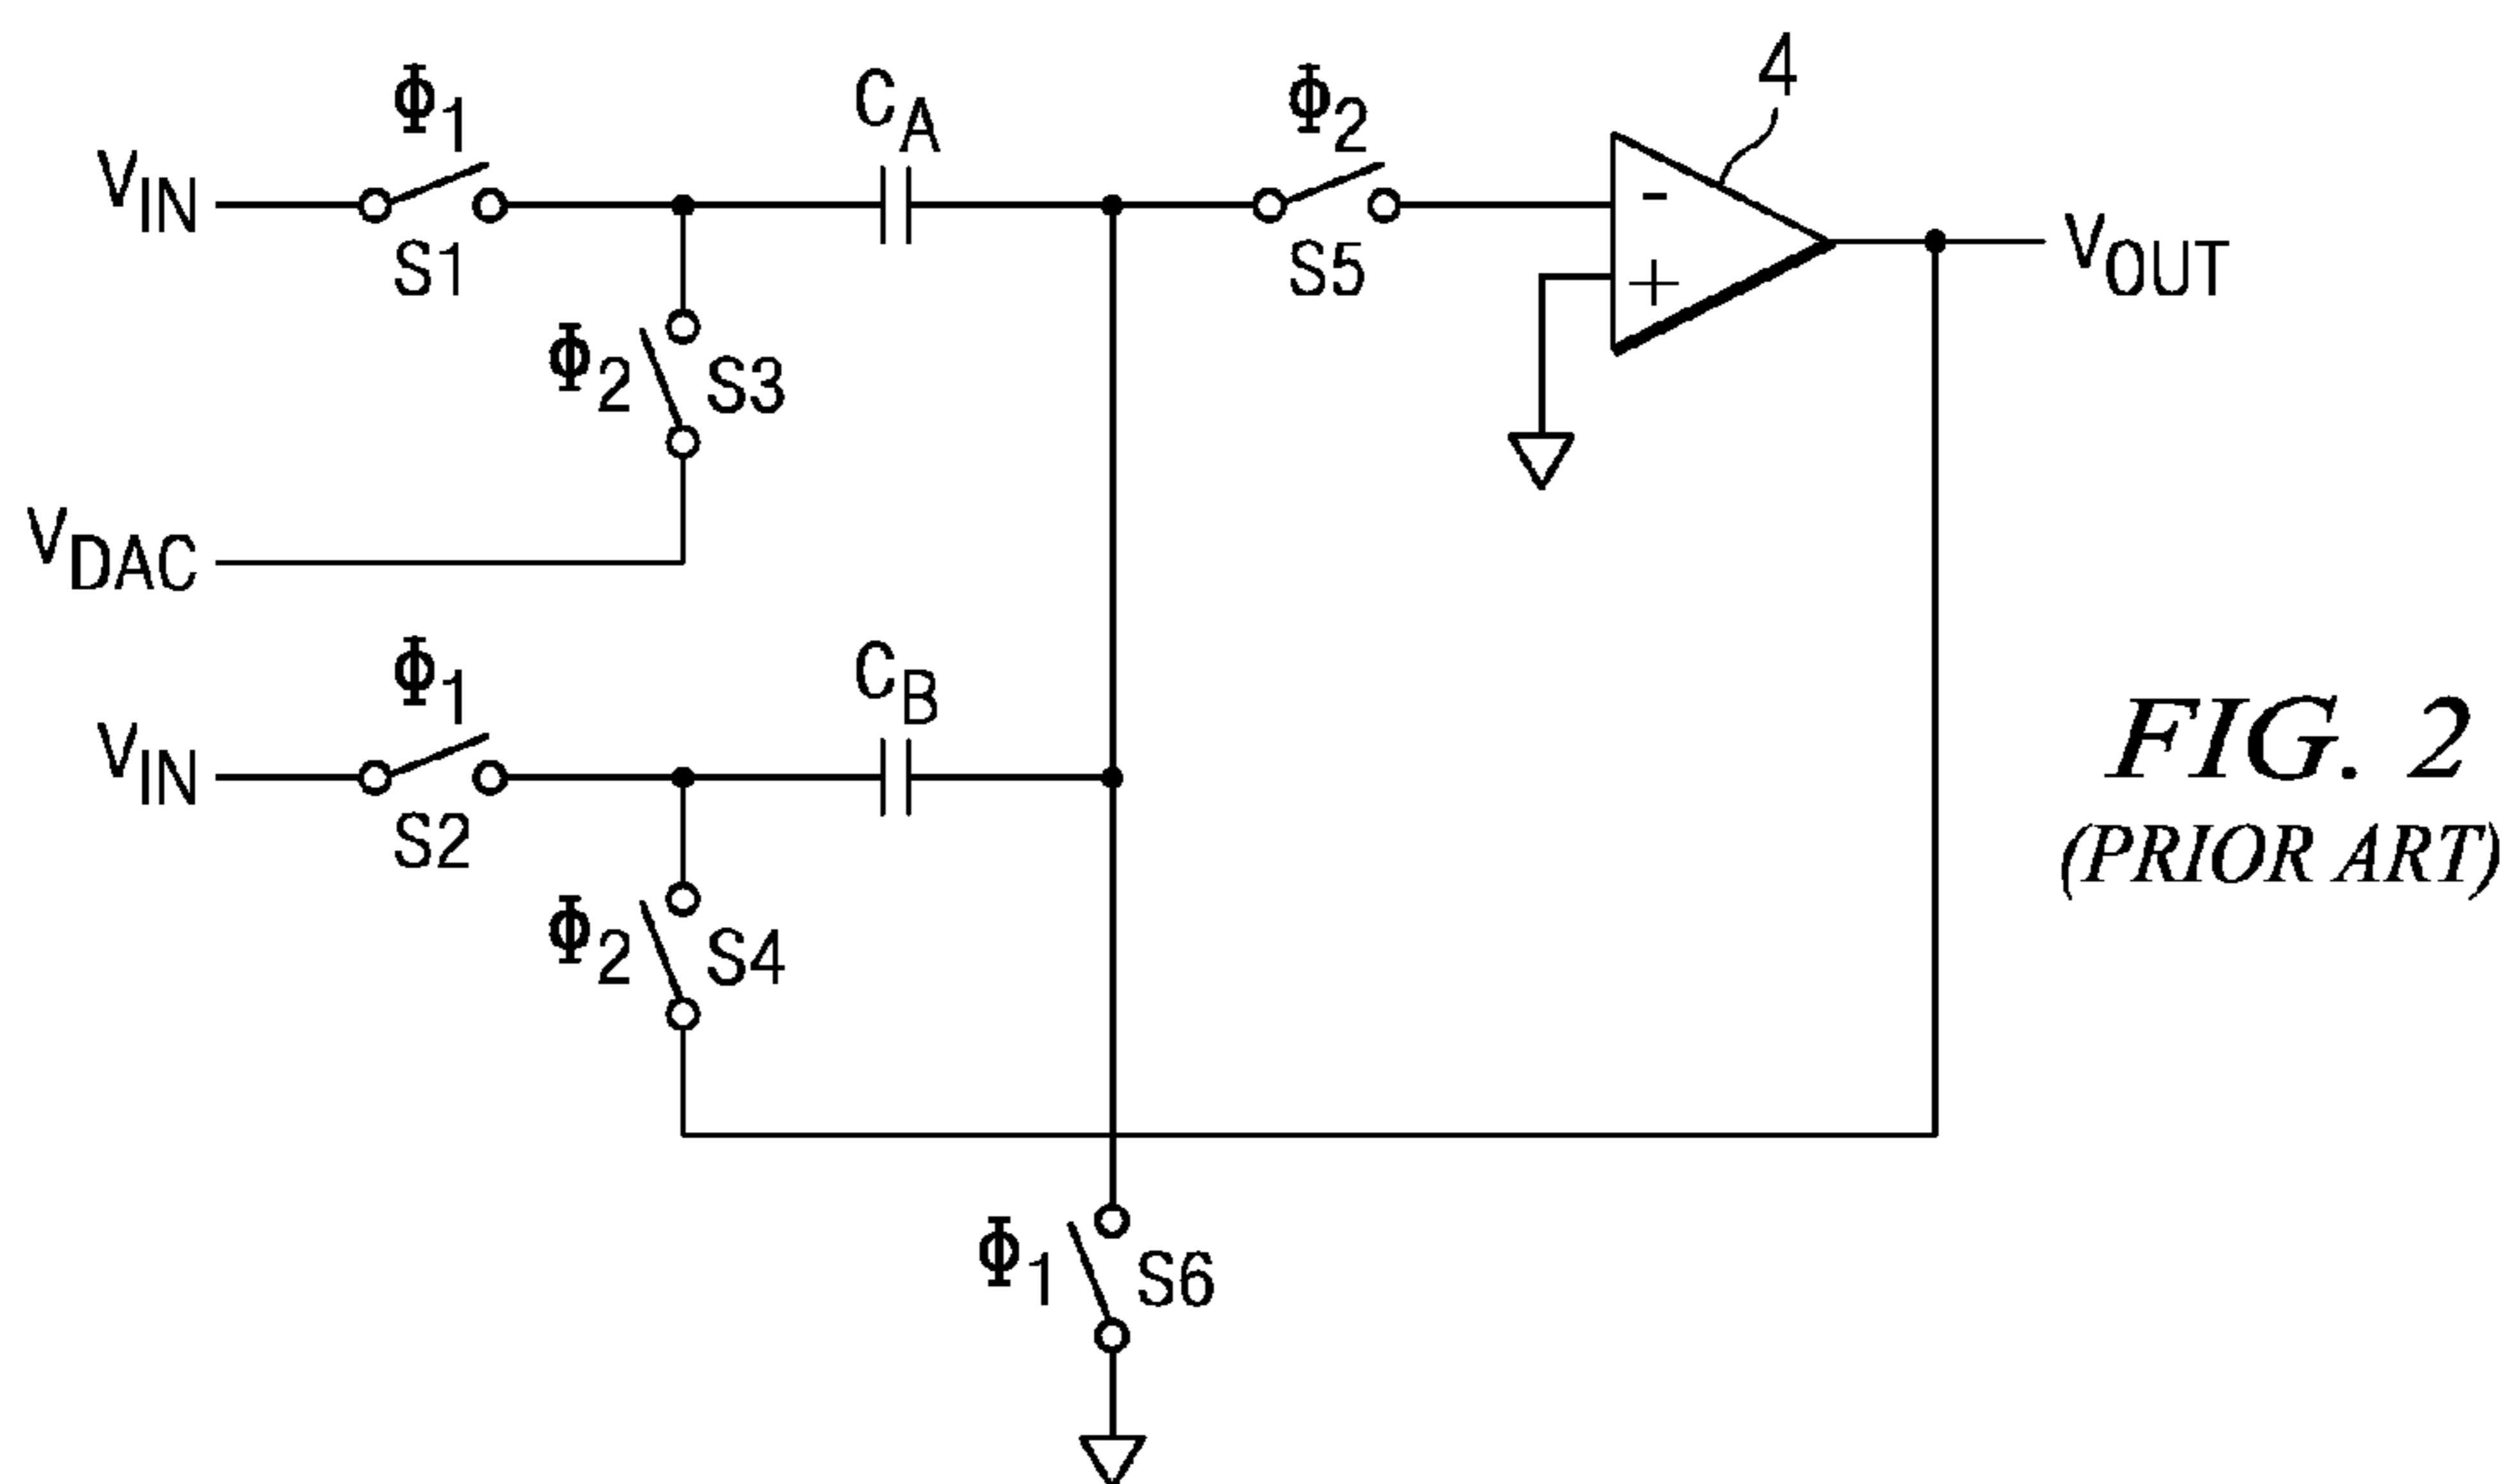 Φ1
CA
Φ2
4
VIN
S1
S5
-
+
VOUT
Φ2
S3
VDAC
Φ1
CB
VIN
S2
FIG. 2
(PRIOR ART)
Φ2
S4
Φ1
S6